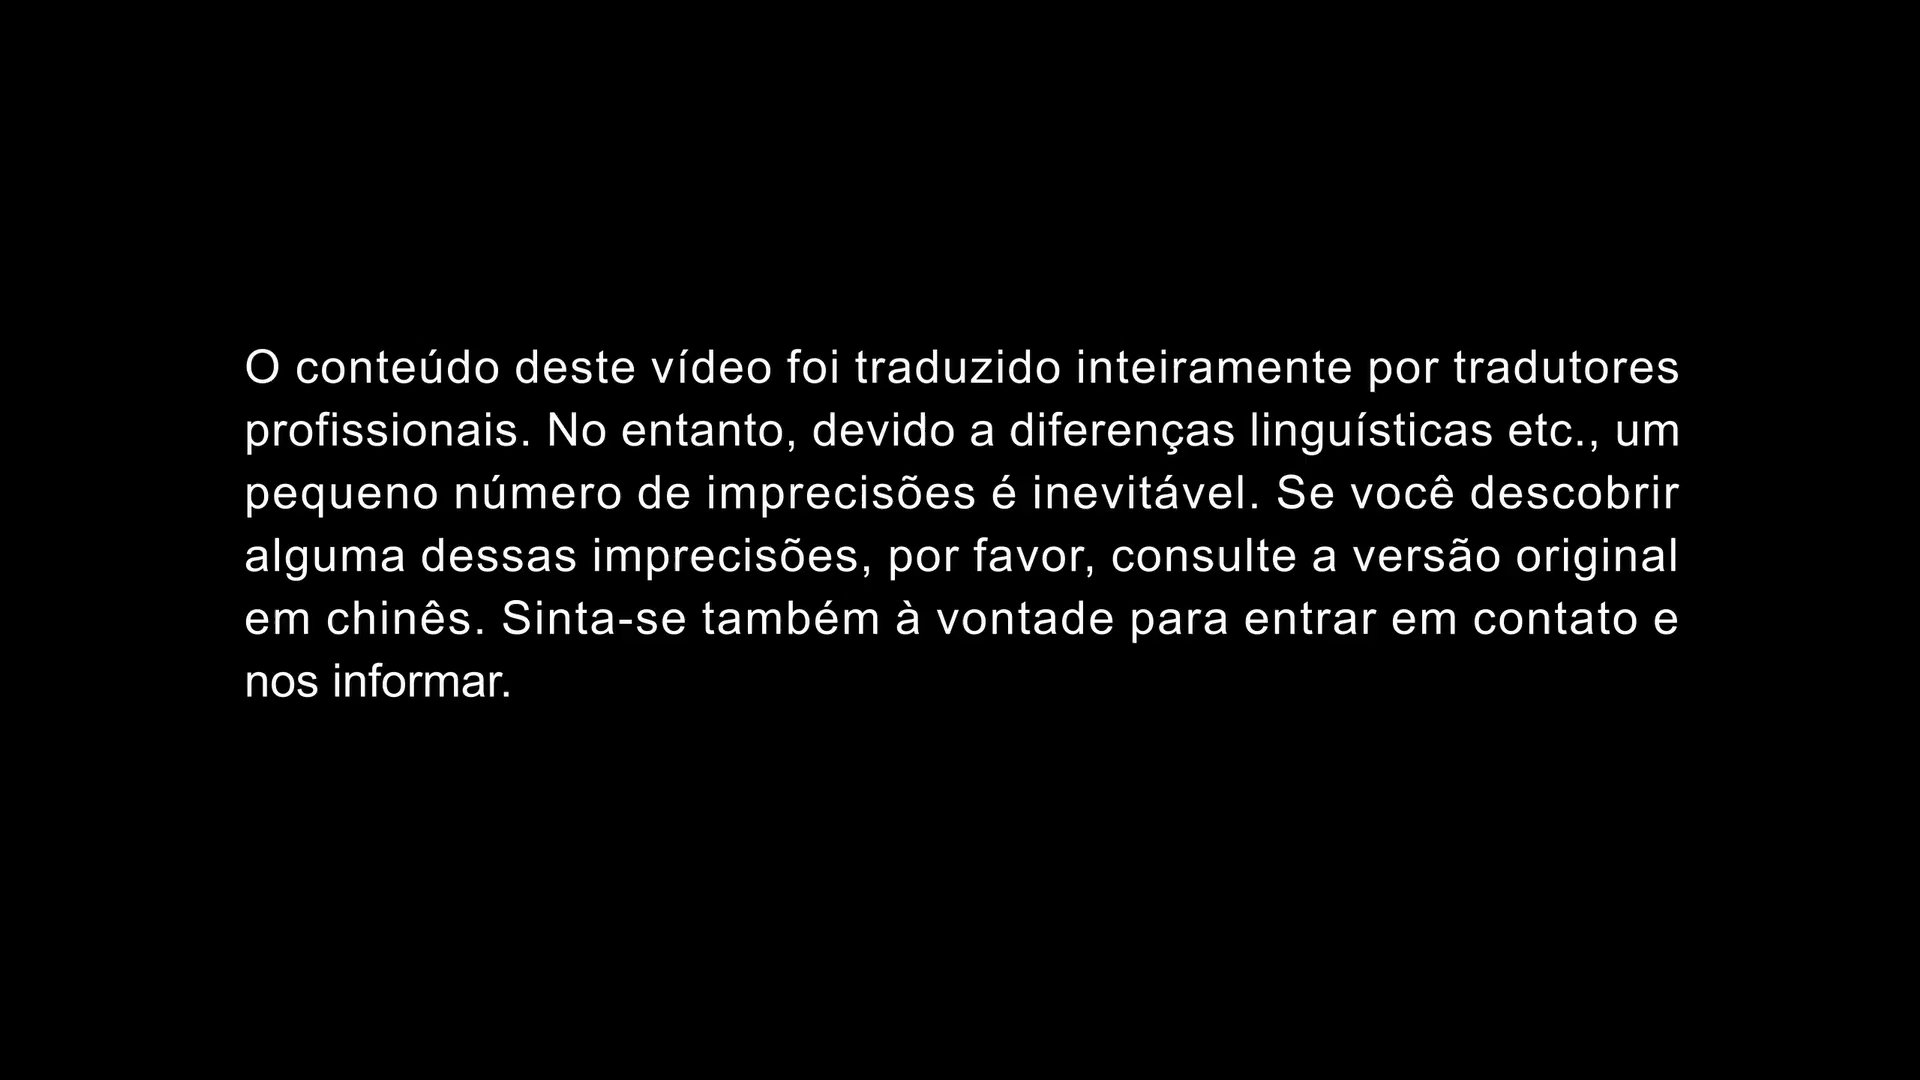 O conteúdo deste vídeo foi traduzido inteiramente por tradutores
profissionais. No entanto, devido a diferenças linguísticas etc., um
pequeno número de imprecisões é inevitável. Se você descobrir
alguma dessas imprecisões, por favor, consulte a versão original
em chinês. Sinta-se também à vontade para entrar em contato e
nos informar.